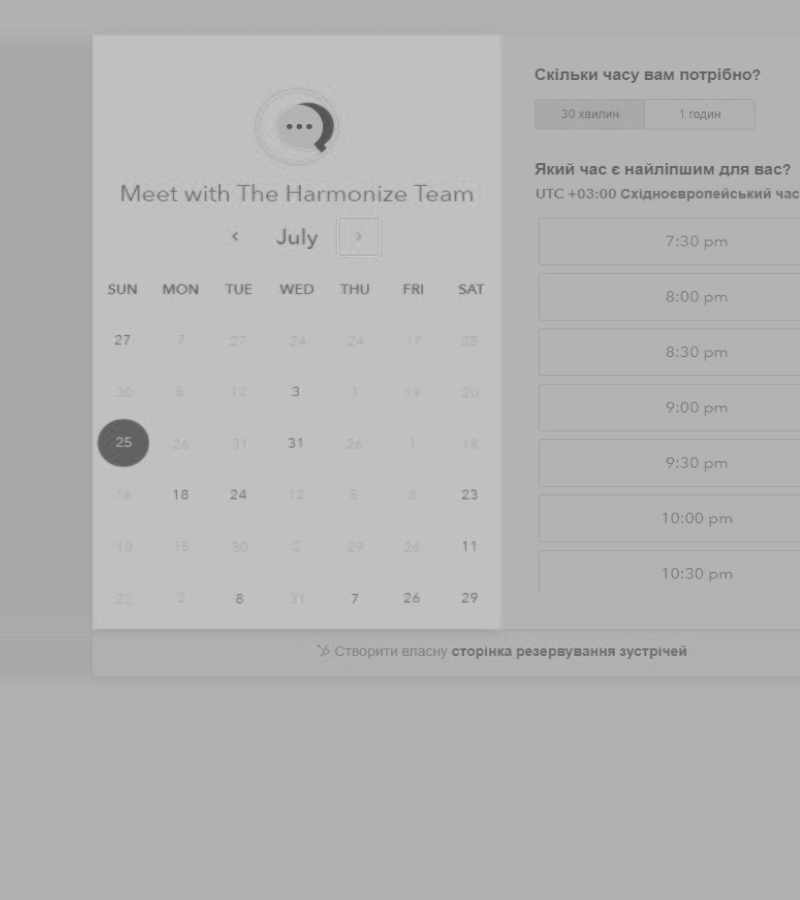 Meet with The Harmonize Team
July
SUN MON TUE WED THU FRI SAT
27 7 27 24 24 17 28
30 5 12 3 1 19 20
25 26 31 31 26 1 18
16 18 24 12 5 8 23
10 15 30 2 29 26 11
22 2 8 31 7 26 29
Скільки часу вам потрібно?
30 хвилин 1 годин
Який час є найліпшим для вас?
UTC +03:00 Східноєвропейський час
7:30 pm
8:00 pm
8:30 pm
9:00 pm
9:30 pm
10:00 pm
10:30 pm
Створити власну сторінка резервування зустрічей